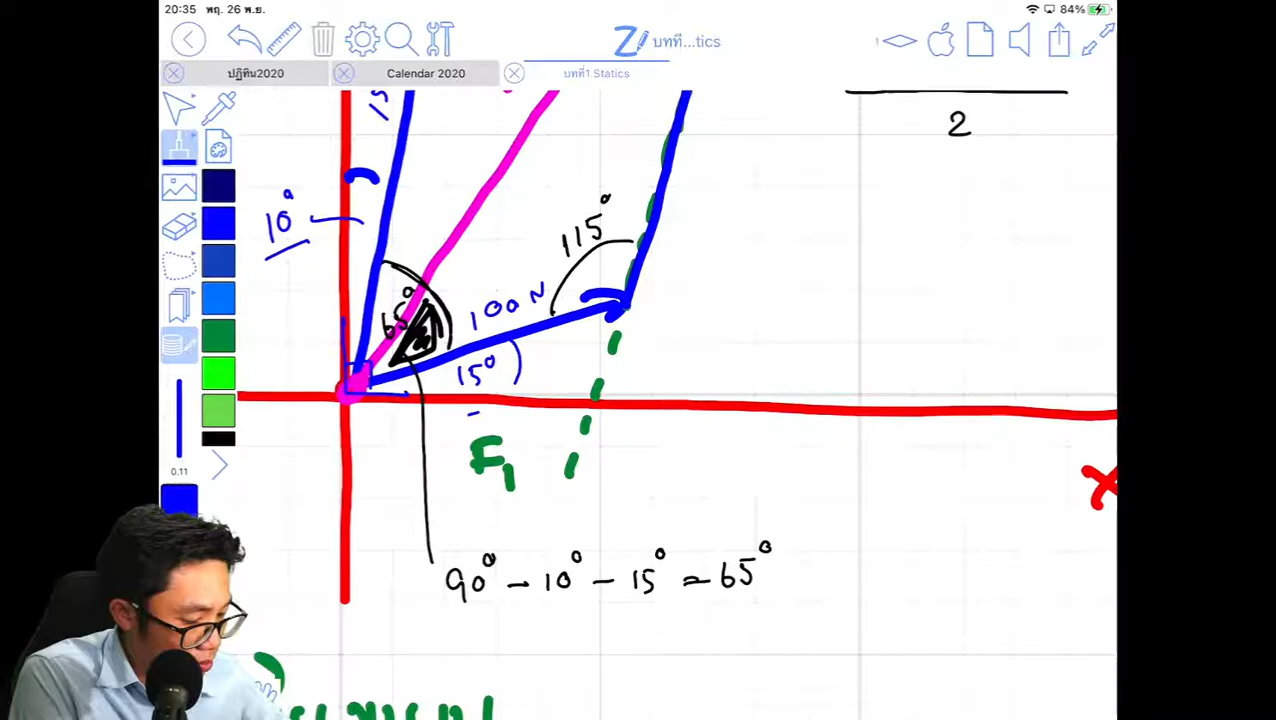 20:35 พฤ. 26 พ.ย. 84%
บทที่...tics
ปฏิทิน2020 Calendar 2020 บทที่1 Statics
2
10°
115°
65°
100 N
15°
F1
0.11
X
90° - 10° - 15° = 65°